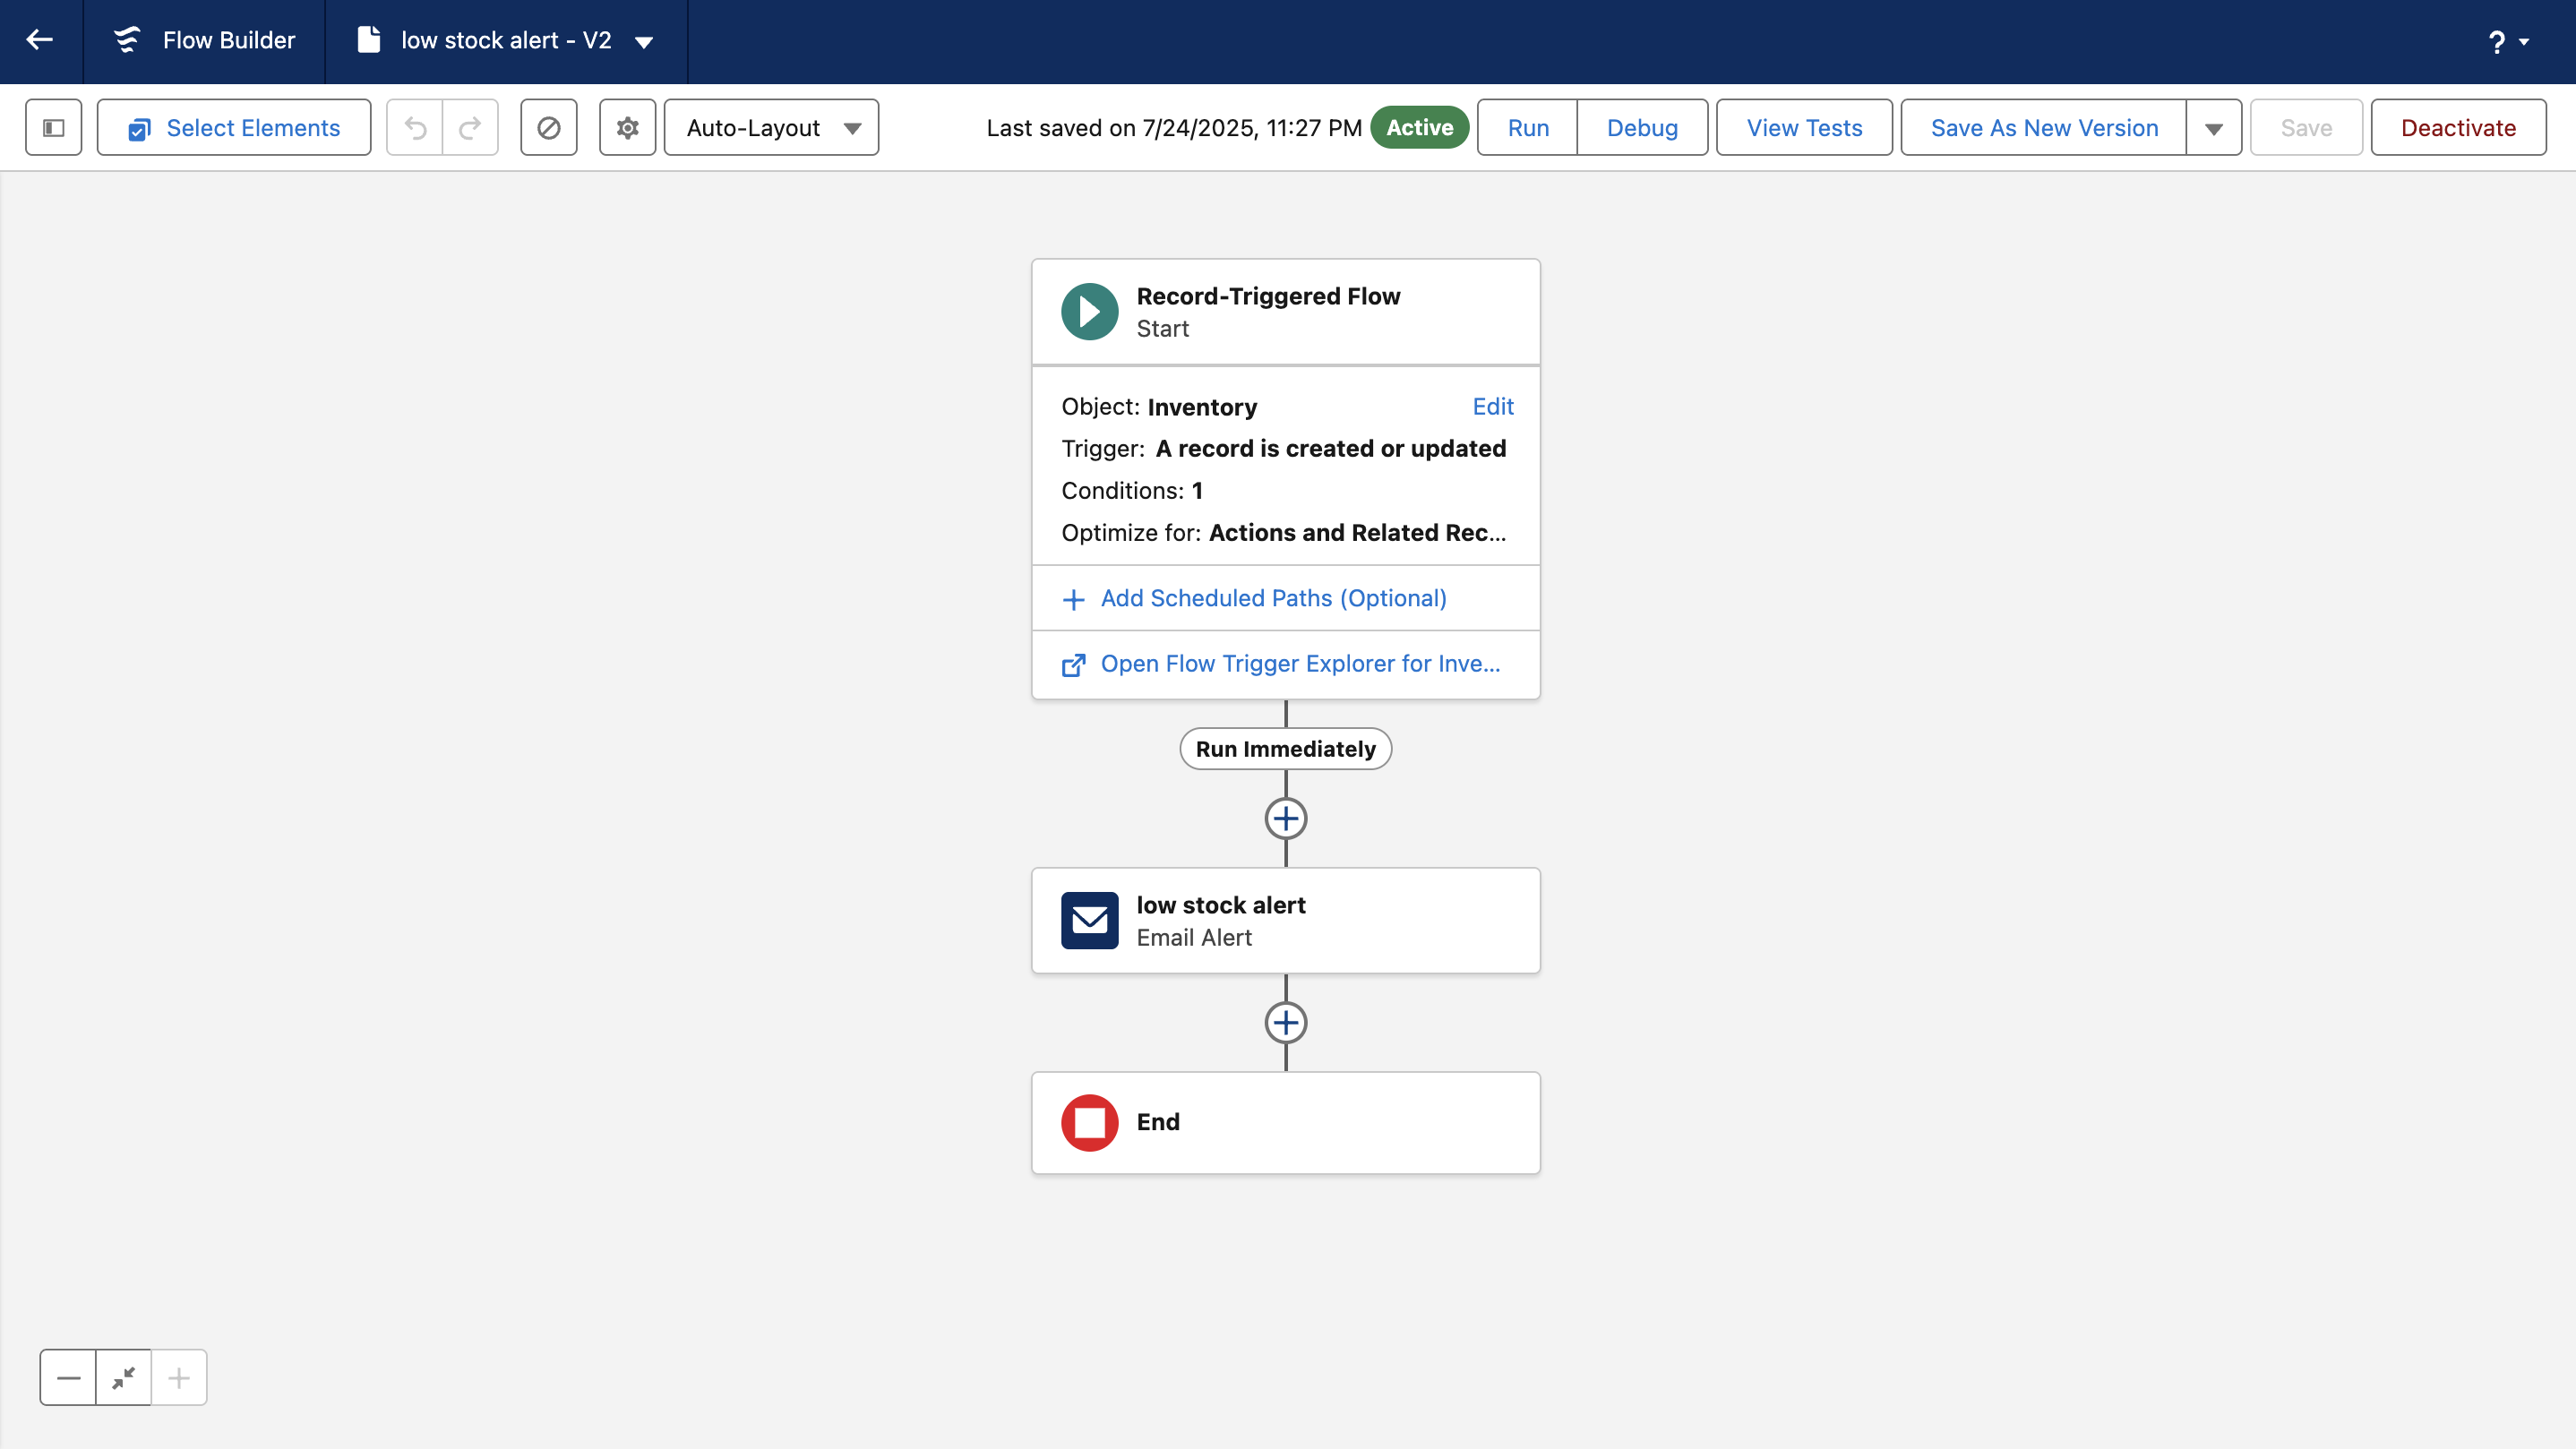 Flow Builder
low stock alert - V2
?
Select Elements
Auto-Layout
Last saved on 7/24/2025, 11:27 PM
Active
Run
Debug
View Tests
Save As New Version
Save
Deactivate
Record-Triggered Flow
Start
Object: Inventory
Edit
Trigger: A record is created or updated
Conditions: 1
Optimize for: Actions and Related Rec...
Add Scheduled Paths (Optional)
Open Flow Trigger Explorer for Inve...
Run Immediately
low stock alert
Email Alert
End